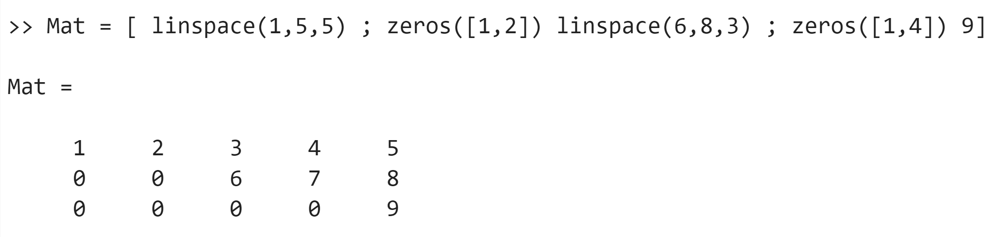 >> Mat = [ linspace(1,5,5) ; zeros([1,2]) linspace(6,8,3) ; zeros([1,4]) 9]
Mat =
1 2 3 4 5
0 0 6 7 8
0 0 0 0 9